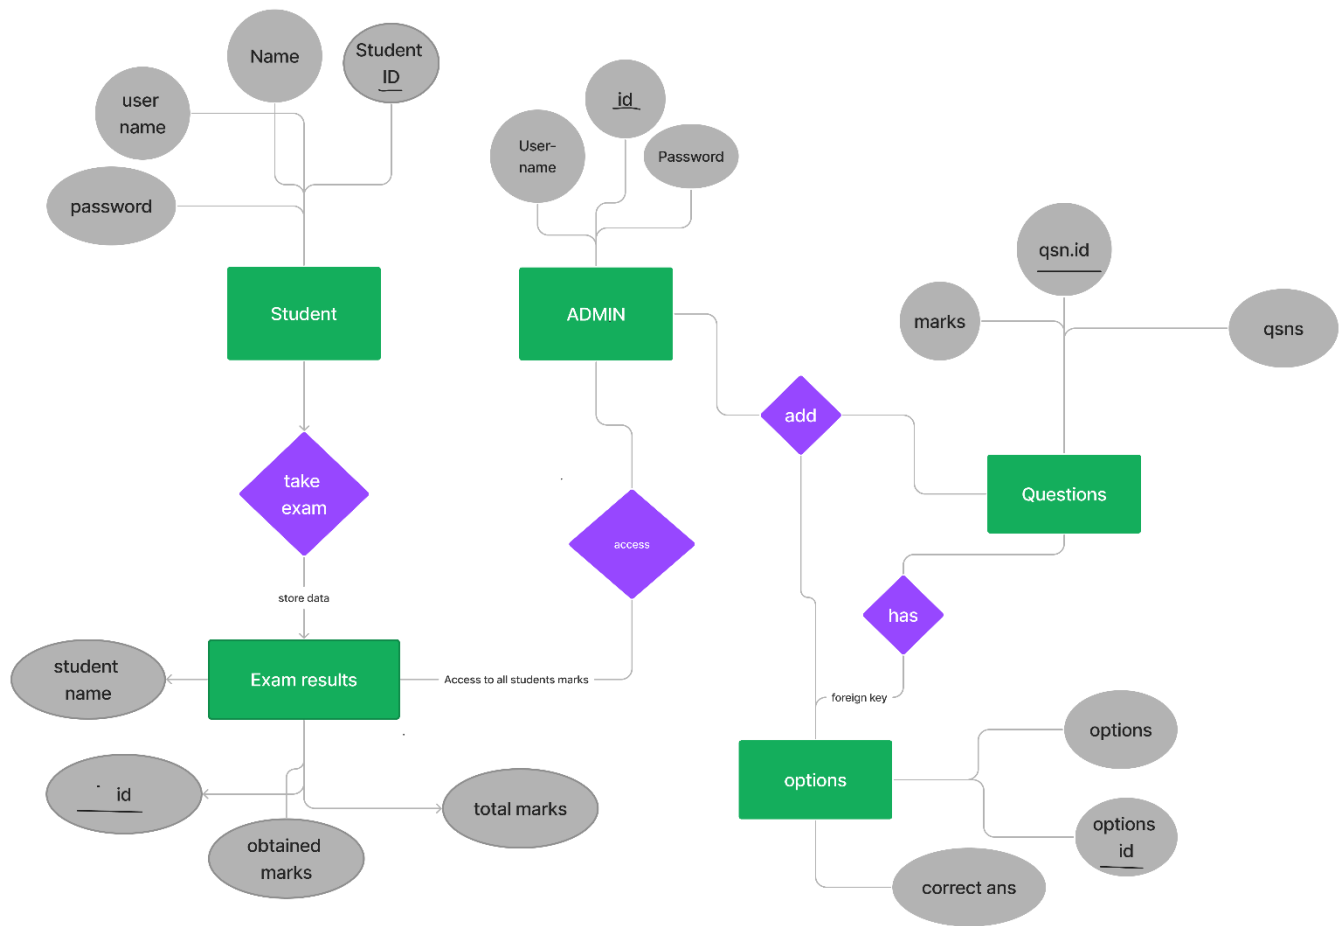 Name
Student
ID
user
name
password
id
User-
name
Password
qsn.id
marks
qsns
Student
ADMIN
add
take
exam
Questions
access
store data
has
student
name
Exam results
Access to all students marks
foreign key
options
options
id
total marks
options
id
obtained
marks
correct ans